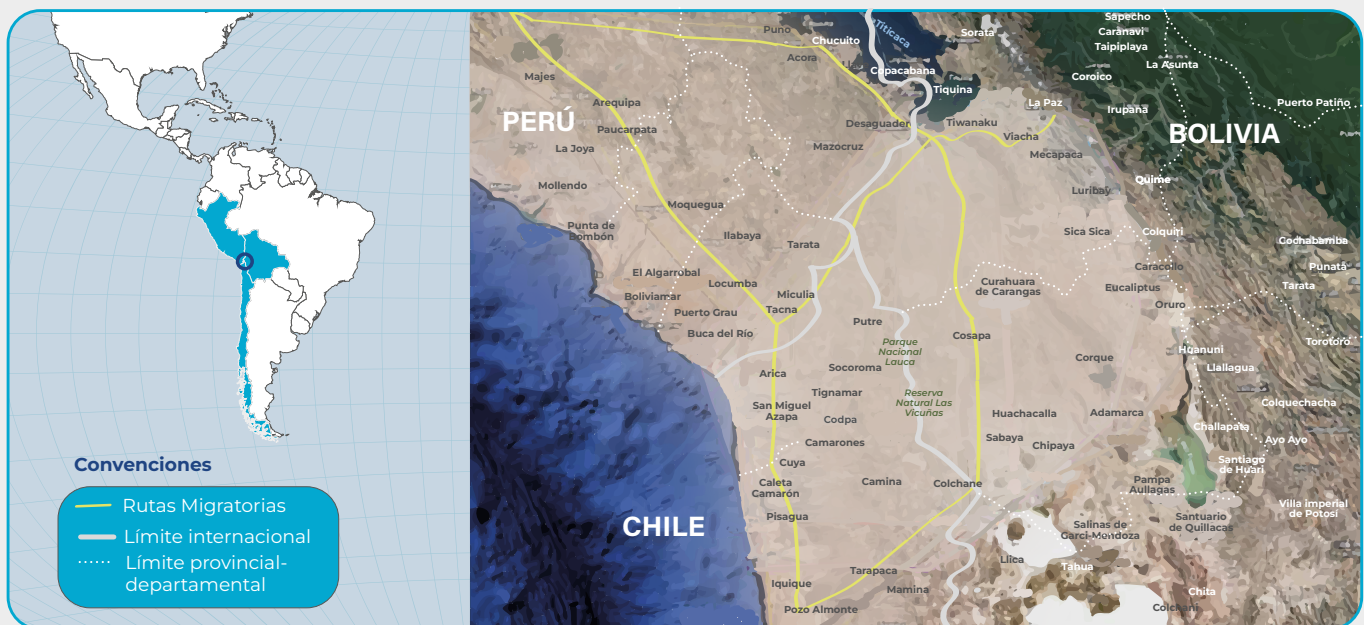 Convenciones
Rutas Migratorias
Límite internacional
Límite provincial-
departamental
PERÚ
BOLIVIA
CHILE
Titicaca
Puno
Chucuito
Acora
Copacabana
Tiquina
Sorata
Sapecho
Caranavi
Taipiplaya
La Asunta
Coroico
Irupana
Puerto Patiño
La Paz
Majes
Arequipa
Paucarpata
La Joya
Desaguader
Tiwanaku
Viacha
Mecapaca
Mazocruz
Mollendo
Quime
Luribay
Moquegua
Punta de
Bombón
Ilabaya
Tarata
Sica Sica
Colquiri
Cochabamba
Caracollo
Punata
El Algarrobal
Locumba
Curahuara
de Carangas
Eucaliptus
Tarata
Boliviamar
Miculla
Oruro
Puerto Grau
Tacna
Putre
Buca del Río
Cosapa
Parque
Nacional
Lauca
Huanuni
Torotoro
Corque
Llallagua
Arica
Socoroma
Tignamar
Reserva
Natural Las
Vicuñas
Colquechacha
San Miguel
Azapa
Codpa
Huachacalla
Adamarca
Challapata
Camarones
Sabaya
Chipaya
Ayo Ayo
Cuya
Santiago
de Huari
Caleta
Camarón
Camina
Colchane
Pampa
Aullagas
Pisagua
Villa imperial
de Potosí
Salinas de
Garci-Mendoza
Santuario
de Quillacas
Llica
Tahua
Iquique
Tarapaca
Mamina
Chita
Pozo Almonte
Colchani